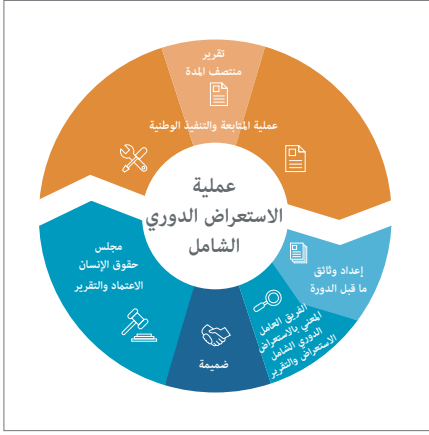 تقرير
منتصف المدة
عملية المتابعة والتنفيذ الوطنية
عملية
الاستعراض الدوري
الشامل
إعداد وثائق
ما قبل الدورة
الفريق العامل
المعني بالاستعراض
الدوري الشامل
الاستعراض والتقرير
ضميمة
مجلس
حقوق الإنسان
الاعتماد والتقرير